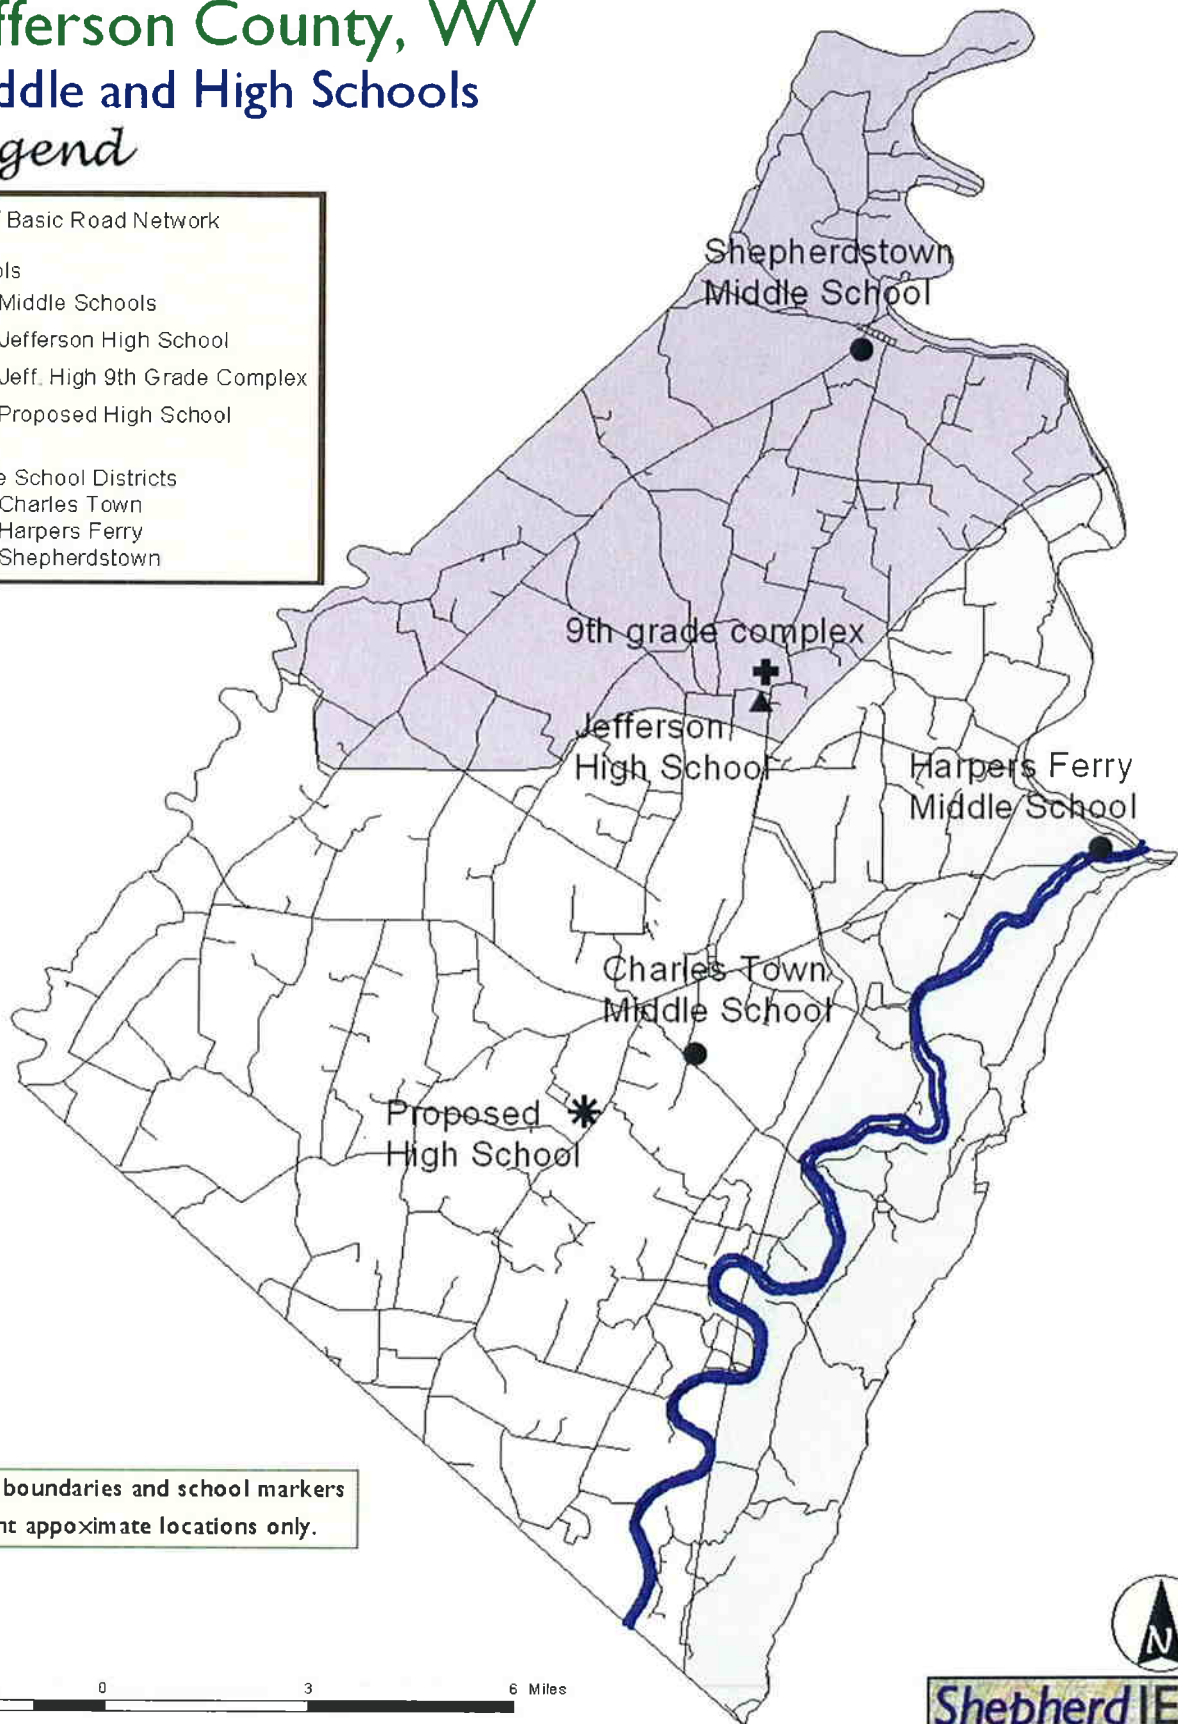 fferson County, WV
ddle and High Schools
gend
Basic Road Network
ols
Middle Schools
Jefferson High School
Jeff. High 9th Grade Complex
Proposed High School
e School Districts
Charles Town
Harpers Ferry
Shepherdstown
Shepherdstown
Middle School
9th grade complex
Jefferson
High School
Harpers Ferry
Middle School
Charles Town
Middle School
Proposed
High School
boundaries and school markers
nt appoximate locations only.
0 3 6 Miles
N
Shepherd IE